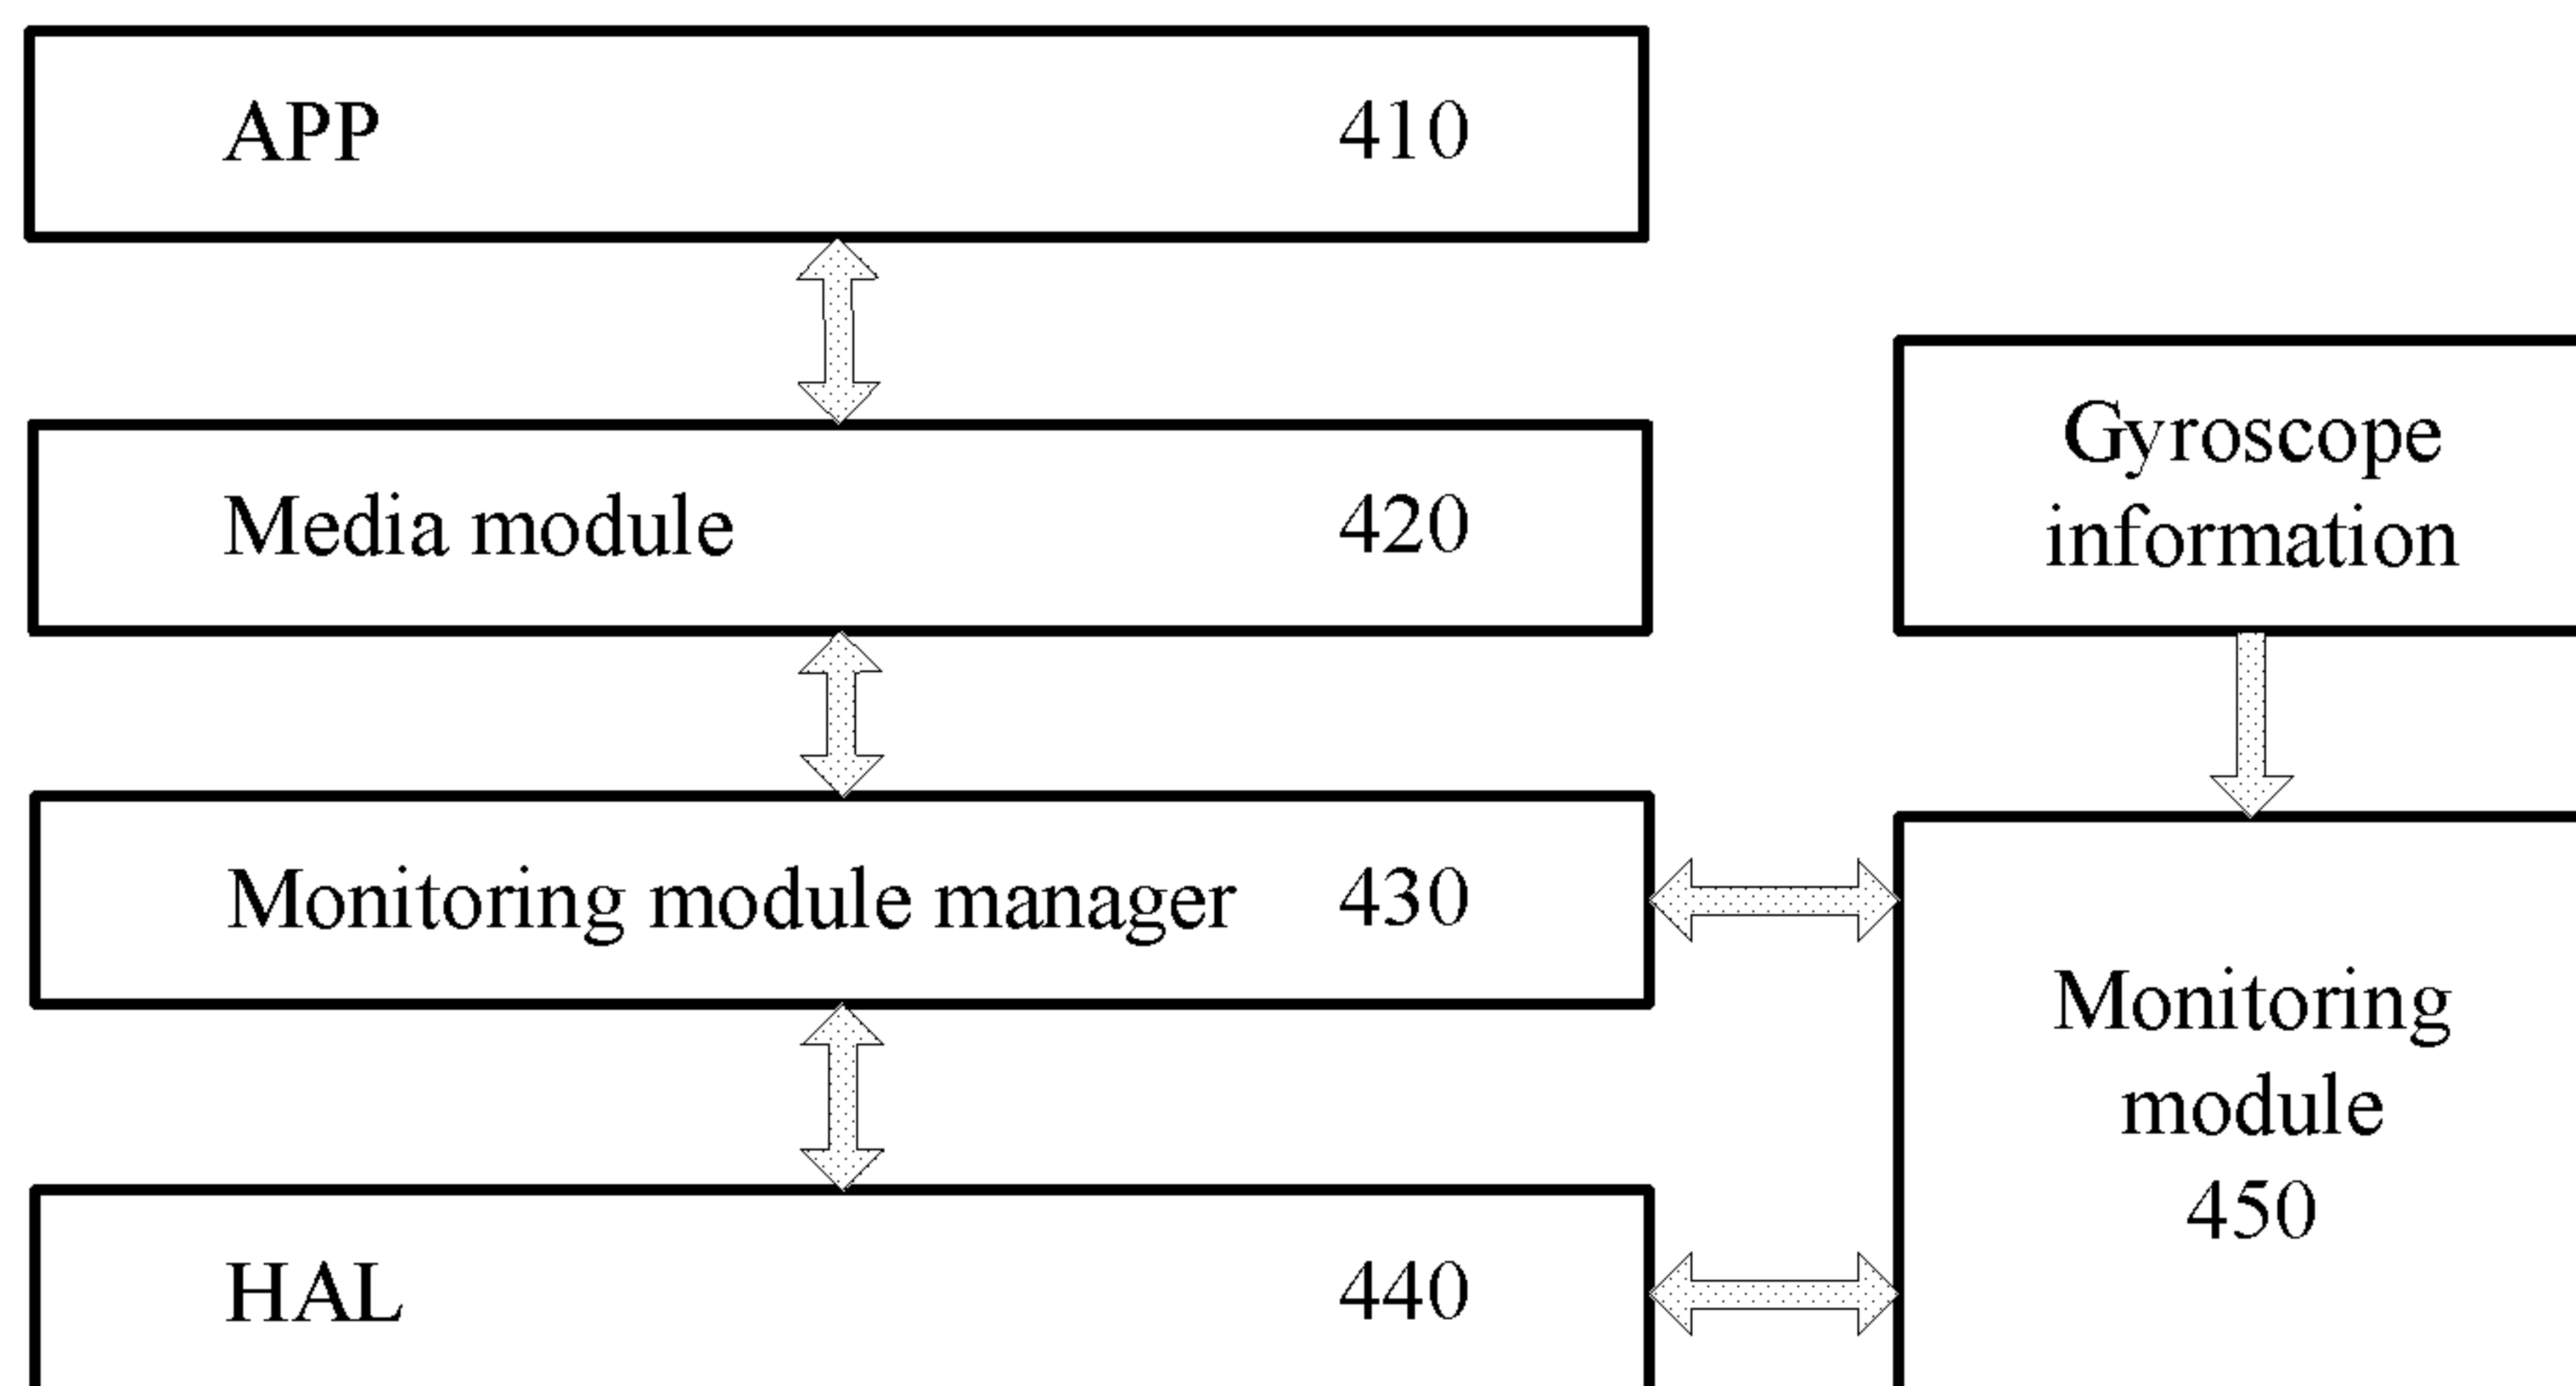 APP 410
Media module 420
Gyroscope
information
Monitoring module manager 430
Monitoring
module
450
HAL 440